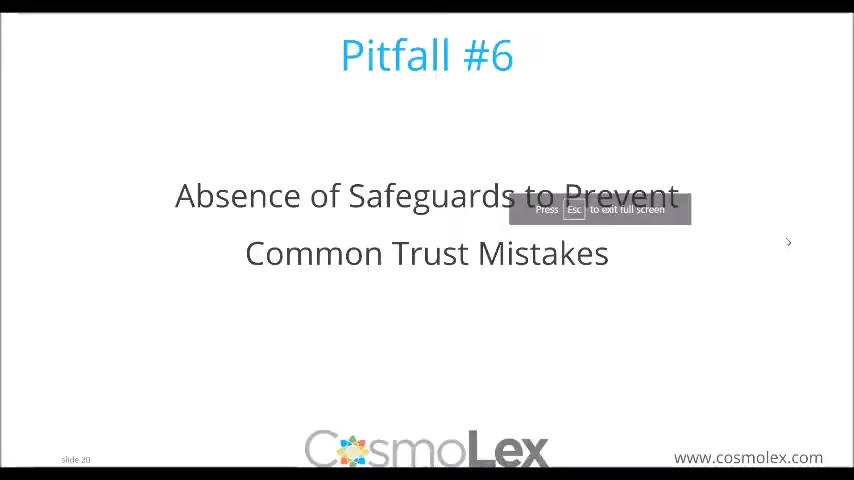 Pitfall #6
Absence of Safeguards to Prevent
Press Esc to exit full screen
Common Trust Mistakes
slide 20
CosmoLex
www.cosmolex.com